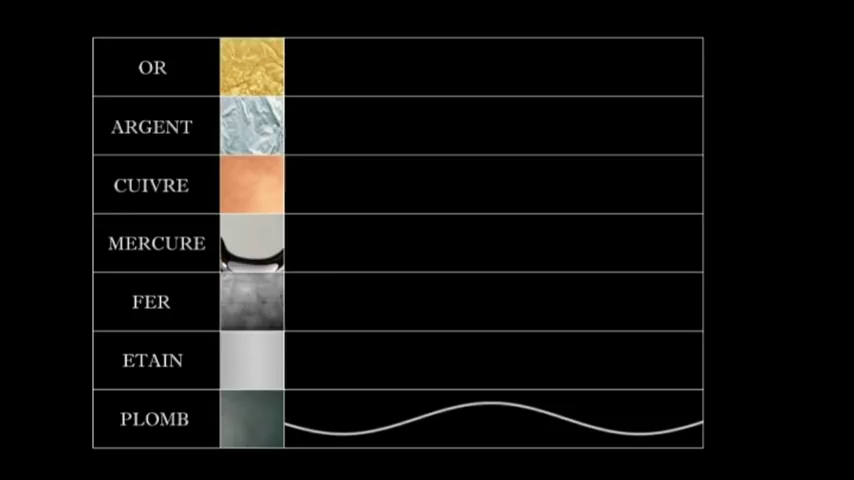 OR
ARGENT
CUIVRE
MERCURE
FER
ETAIN
PLOMB